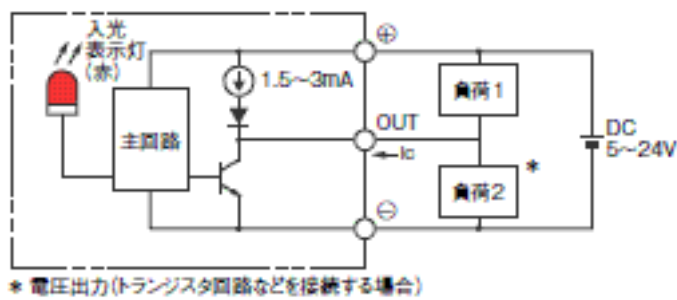 入光
表示灯
(赤)
主回路
1.5～3mA
⊕
OUT
Ic
⊖
負荷1
負荷2
*
DC
5～24V
* 電圧出力(トランジスタ回路などを接続する場合)